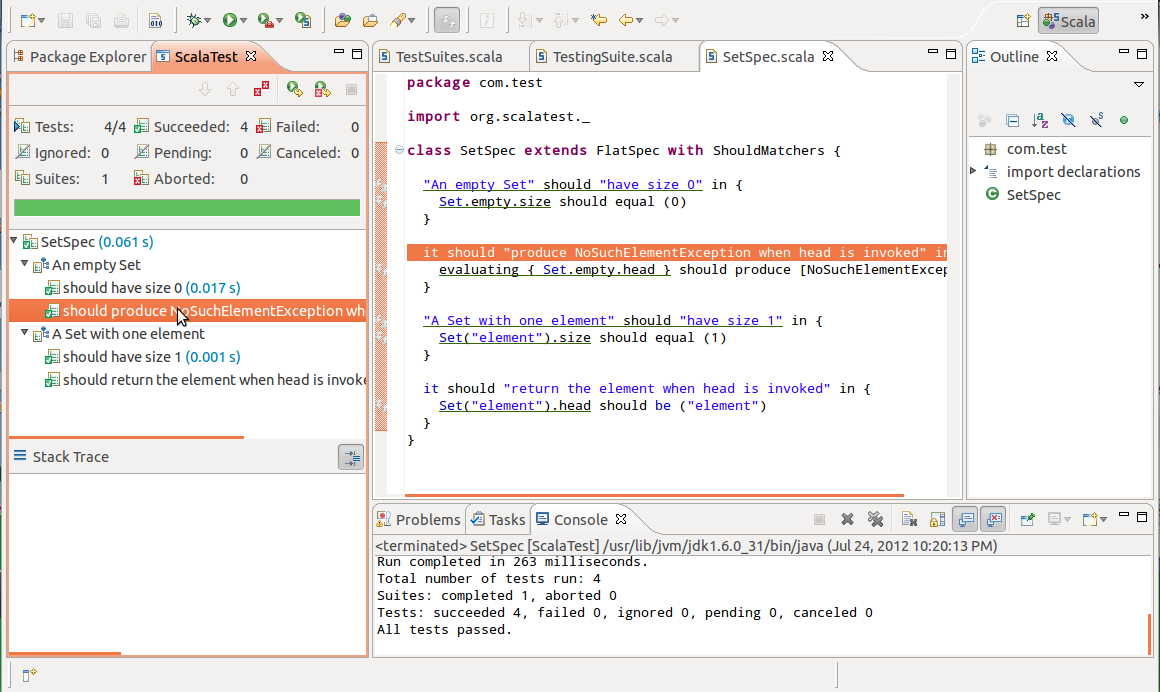 Scala
Package Explorer
ScalaTest
Tests: 4/4 Succeeded: 4 Failed: 0
Ignored: 0 Pending: 0 Canceled: 0
Suites: 1 Aborted: 0
SetSpec (0.061 s)
An empty Set
should have size 0 (0.017 s)
should produce NoSuchElementException wh
A Set with one element
should have size 1 (0.001 s)
should return the element when head is invoke
Stack Trace
TestSuites.scala
TestingSuite.scala
SetSpec.scala
package com.test
import org.scalatest._
class SetSpec extends FlatSpec with ShouldMatchers {
"An empty Set" should "have size 0" in {
Set.empty.size should equal (0)
}
it should "produce NoSuchElementException when head is invoked" in
evaluating { Set.empty.head } should produce [NoSuchElementExcep
}
"A Set with one element" should "have size 1" in {
Set("element").size should equal (1)
}
it should "return the element when head is invoked" in {
Set("element").head should be ("element")
}
}
Outline
com.test
import declarations
SetSpec
Problems
Tasks
Console
<terminated> SetSpec [ScalaTest] /usr/lib/jvm/jdk1.6.0_31/bin/java (Jul 24, 2012 10:20:13 PM)
Run completed in 263 milliseconds.
Total number of tests run: 4
Suites: completed 1, aborted 0
Tests: succeeded 4, failed 0, ignored 0, pending 0, canceled 0
All tests passed.